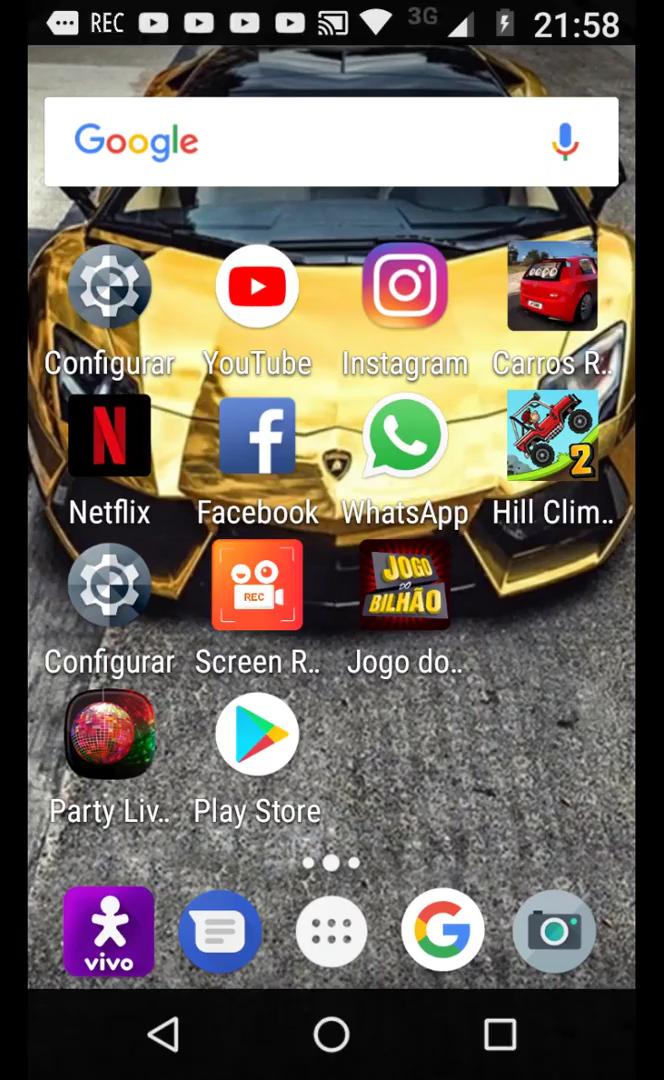 REC 3G 21:58
Google
Configurar YouTube Instagram Carros R..
Netflix Facebook WhatsApp Hill Clim..
2
REC
JOGO
DO
BILHÃO
Configurar Screen R.. Jogo do..
Party Liv.. Play Store
vivo